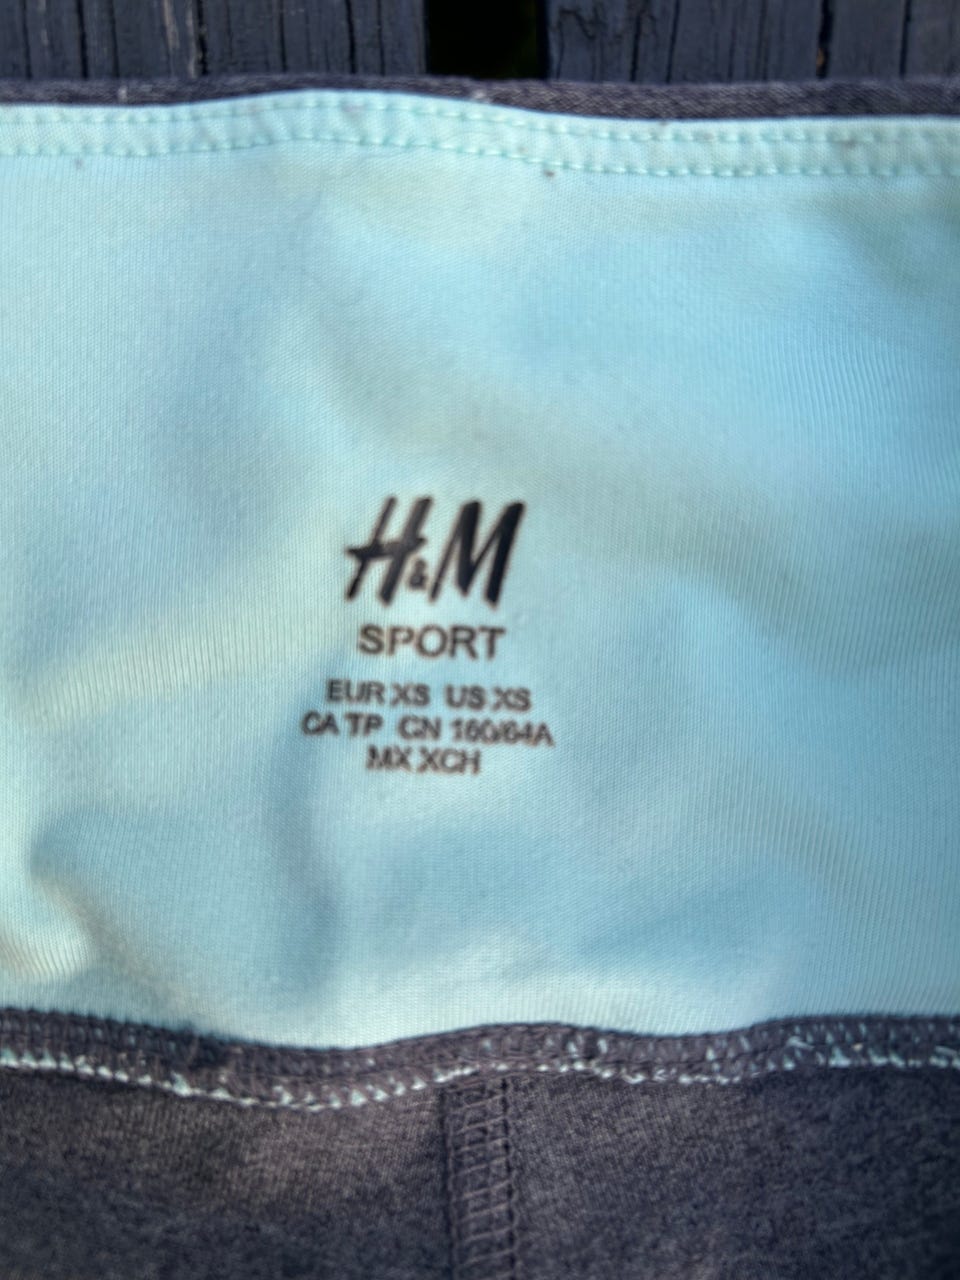 H&M
SPORT
EUR XS US XS
CA TP CN 160/64A
MX XCH